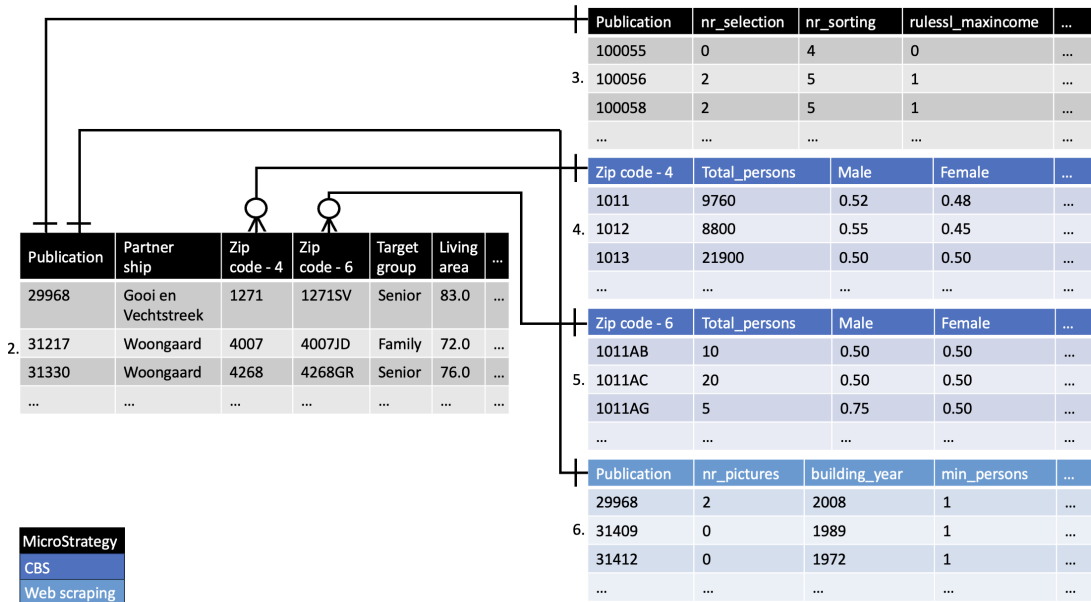 Publication nr_selection nr_sorting rulessl_maxincome ...
100055 0 4 0 ...
3. 100056 2 5 1 ...
100058 2 5 1 ...
... ... ... ... ...
Zip code - 4 Total_persons Male Female ...
1011 9760 0.52 0.48 ...
4. 1012 8800 0.55 0.45 ...
1013 21900 0.50 0.50 ...
... ... ... ... ...
Publication Partner ship Zip code - 4 Zip code - 6 Target group Living area ...
29968 Gooi en Vechtstreek 1271 1271SV Senior 83.0 ...
2. 31217 Woongaard 4007 4007JD Family 72.0 ...
31330 Woongaard 4268 4268GR Senior 76.0 ...
... ... ... ... ... ... ...
Zip code - 6 Total_persons Male Female ...
1011AB 10 0.50 0.50 ...
5. 1011AC 20 0.50 0.50 ...
1011AG 5 0.75 0.50 ...
... ... ... ... ...
Publication nr_pictures building_year min_persons ...
29968 2 2008 1 ...
6. 31409 0 1989 1 ...
31412 0 1972 1 ...
... ... ... ... ...
MicroStrategy
CBS
Web scraping